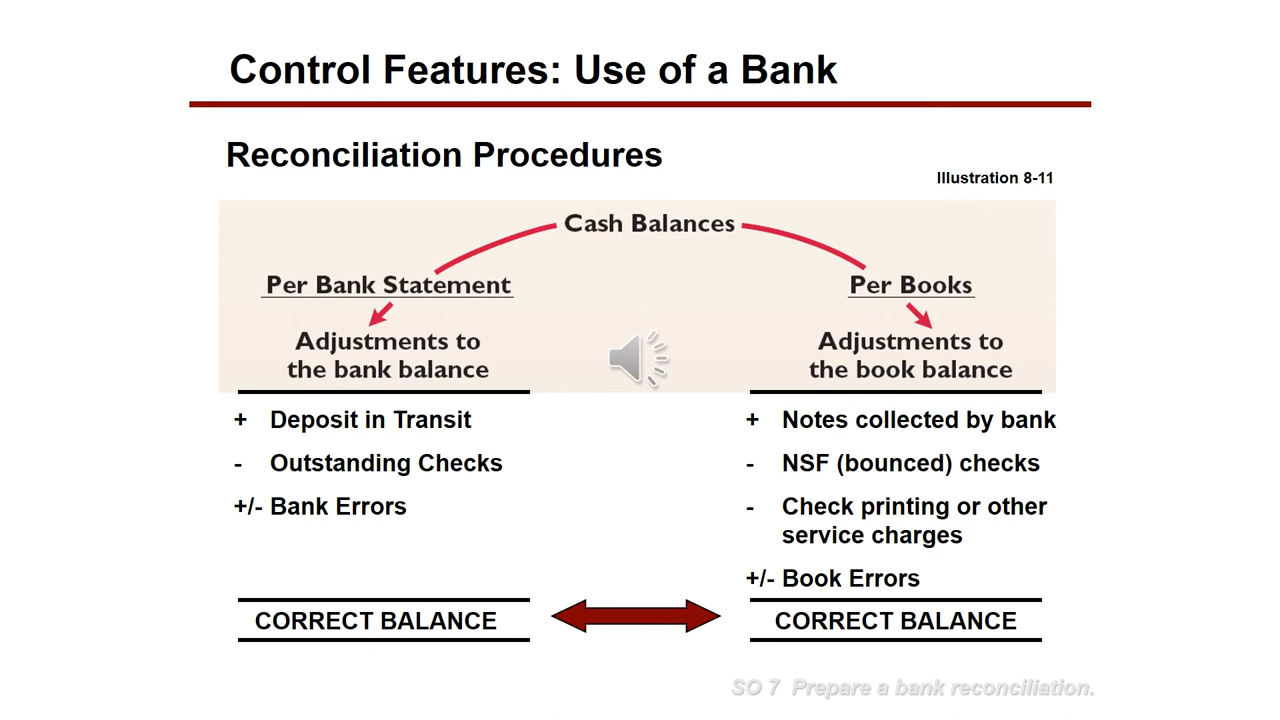 Control Features: Use of a Bank
Reconciliation Procedures
Illustration 8-11
Cash Balances
Per Bank Statement
Per Books
Adjustments to
the bank balance
Adjustments to
the book balance
+ Deposit in Transit
- Outstanding Checks
+/- Bank Errors
+ Notes collected by bank
- NSF (bounced) checks
- Check printing or other
service charges
+/- Book Errors
CORRECT BALANCE
CORRECT BALANCE
SO 7 Prepare a bank reconciliation.